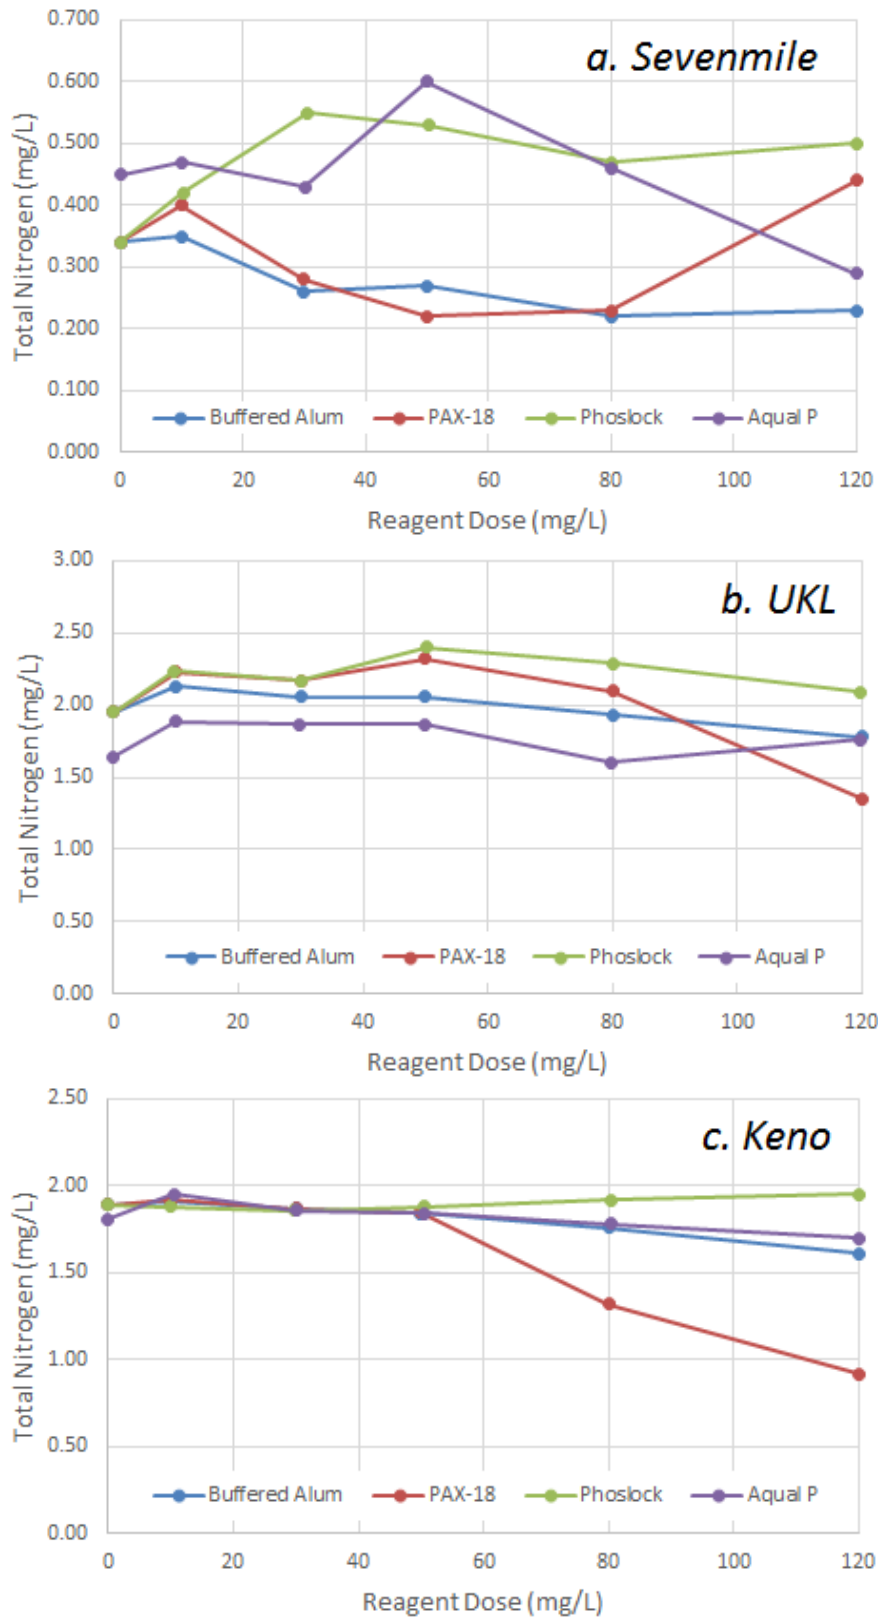 0.700
a. Sevenmile
0.600
0.500
0.400
0.300
0.200
0.100
0.000
Total Nitrogen (mg/L)
Buffered Alum PAX-18 Phoslock Aqual P
0 20 40 60 80 100 120
Reagent Dose (mg/L)
3.00
b. UKL
2.50
2.00
1.50
1.00
0.50
0.00
Total Nitrogen (mg/L)
Buffered Alum PAX-18 Phoslock Aqual P
0 20 40 60 80 100 120
Reagent Dose (mg/L)
2.50
c. Keno
2.00
1.50
1.00
0.50
0.00
Total Nitrogen (mg/L)
Buffered Alum PAX-18 Phoslock Aqual P
0 20 40 60 80 100 120
Reagent Dose (mg/L)